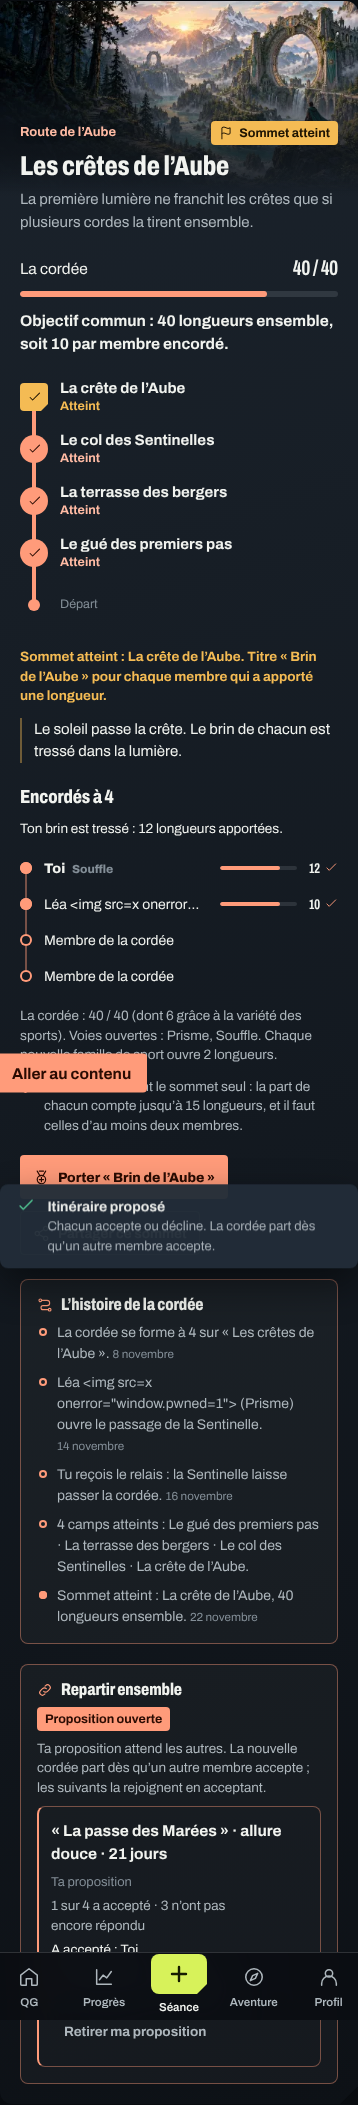 Route de l'Aube
Sommet atteint
Les crêtes de l'Aube
La première lumière ne franchit les crêtes que si
plusieurs cordes la tirent ensemble.
La cordée
40 / 40
Objectif commun : 40 longueurs ensemble,
soit 10 par membre encordé.
La crête de l'Aube
Atteint
Le col des Sentinelles
Atteint
La terrasse des bergers
Atteint
Le gué des premiers pas
Atteint
Départ
Sommet atteint : La crête de l'Aube. Titre « Brin
de l'Aube » pour chaque membre qui a apporté
une longueur.
Le soleil passe la crête. Le brin de chacun est
tressé dans la lumière.
Encordés à 4
Ton brin est tressé : 12 longueurs apportées.
Toi Souffle
12
Léa <img src=x onerror...
10
Membre de la cordée
Membre de la cordée
La cordée : 40 / 40 (dont 6 grâce à la variété des
sports). Voies ouvertes : Prisme, Souffle. Chaque
nouvelle famille de sport ouvre 2 longueurs.
Aller au contenu
t le sommet seul : la part de
chacun compte jusqu'à 15 longueurs, et il faut
celles d'au moins deux membres.
Porter « Brin de l'Aube »
Itinéraire proposé
Chacun accepte ou décline. La cordée part dès
qu'un autre membre accepte.
L'histoire de la cordée
La cordée se forme à 4 sur « Les crêtes de
l'Aube ». 8 novembre
Léa <img src=x
onerror="window.pwned=1"> (Prisme)
ouvre le passage de la Sentinelle.
14 novembre
Tu reçois le relais : la Sentinelle laisse
passer la cordée. 16 novembre
4 camps atteints : Le gué des premiers pas
· La terrasse des bergers · Le col des
Sentinelles · La crête de l'Aube.
Sommet atteint : La crête de l'Aube, 40
longueurs ensemble. 22 novembre
Repartir ensemble
Proposition ouverte
Ta proposition attend les autres. La nouvelle
cordée part dès qu'un autre membre accepte ;
les suivants la rejoignent en acceptant.
« La passe des Marées » · allure
douce · 21 jours
Ta proposition
1 sur 4 a accepté · 3 n'ont pas
encore répondu
A accepté : Toi
QG
Progrès
Séance
Aventure
Profil
Retirer ma proposition